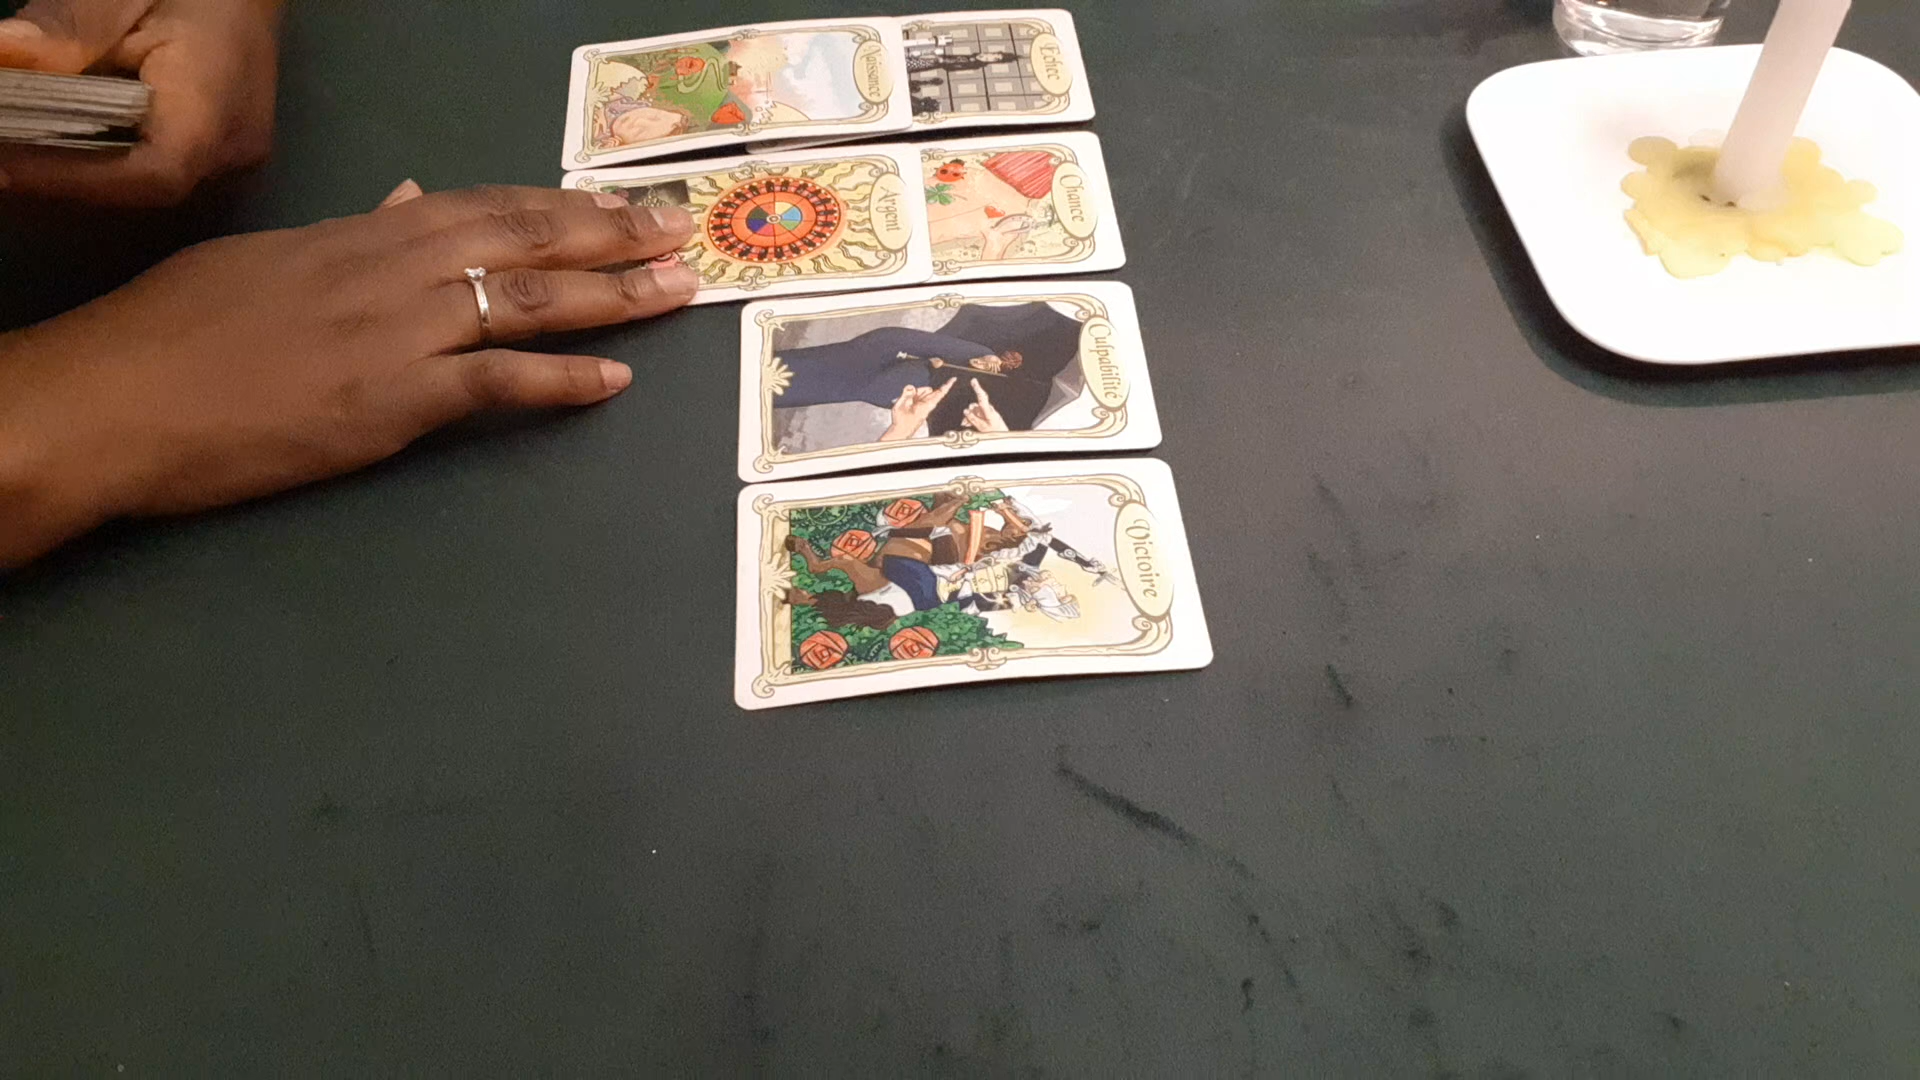 Naissance
Echec
Argent
Chance
Culpabilité
Victoire